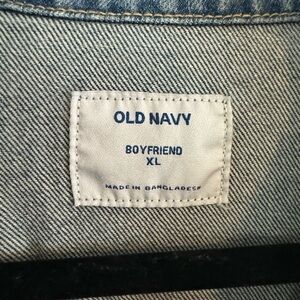 OLD NAVY
BOYFRIEND
XL
MADE IN BANGLADESH